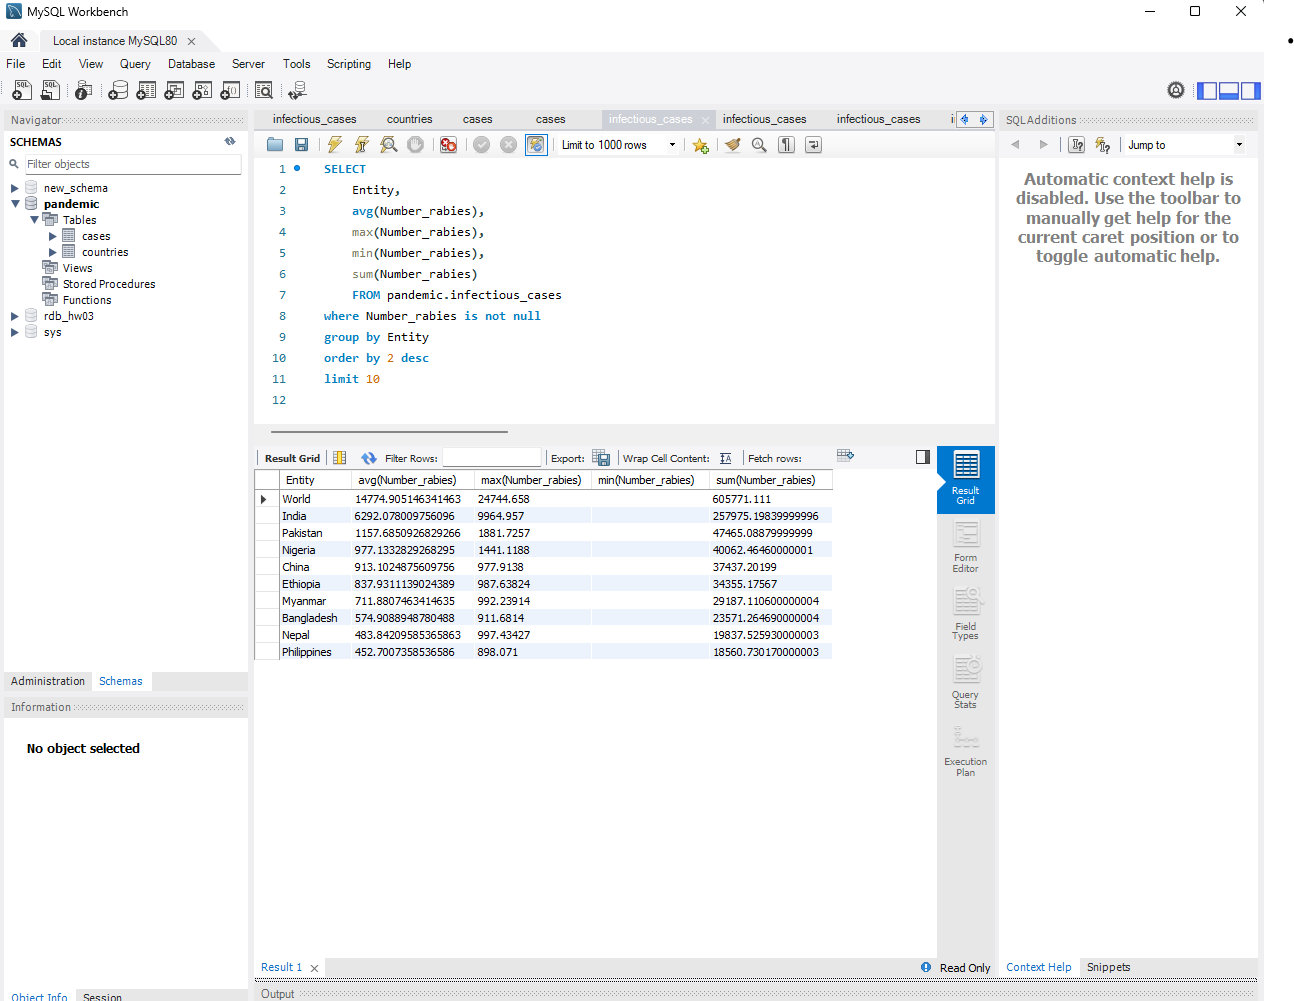 MySQL Workbench
Local instance MySQL80
File Edit View Query Database Server Tools Scripting Help
Navigator
SCHEMAS
Filter objects
new_schema
pandemic
Tables
cases
countries
Views
Stored Procedures
Functions
rdb_hw03
sys
Administration Schemas
Information
No object selected
Object Info Session
infectious_cases countries cases cases infectious_cases infectious_cases infectious_cases
Limit to 1000 rows
1 SELECT
2 Entity,
3 avg(Number_rabies),
4 max(Number_rabies),
5 min(Number_rabies),
6 sum(Number_rabies)
7 FROM pandemic.infectious_cases
8 where Number_rabies is not null
9 group by Entity
10 order by 2 desc
11 limit 10
12
Result Grid Filter Rows: Export: Wrap Cell Content: Fetch rows:
Entity avg(Number_rabies) max(Number_rabies) min(Number_rabies) sum(Number_rabies)
World 14774.905146341463 24744.658 605771.111
India 6292.078009756096 9964.957 257975.19839999996
Pakistan 1157.6850926829266 1881.7257 47465.08879999999
Nigeria 977.1332829268295 1441.1188 40062.46460000001
China 913.1024875609756 977.9138 37437.20199
Ethiopia 837.9311139024389 987.63824 34355.17567
Myanmar 711.8807463414635 992.23914 29187.110600000004
Bangladesh 574.9088948780488 911.6814 23571.264690000004
Nepal 483.84209585365863 997.43427 19837.525930000003
Philippines 452.7007358536586 898.071 18560.730170000003
Result
Grid
Form
Editor
Field
Types
Query
Stats
Execution
Plan
Result 1
Read Only
Output
SQLAdditions
Jump to
Automatic context help is
disabled. Use the toolbar to
manually get help for the
current caret position or to
toggle automatic help.
Context Help Snippets